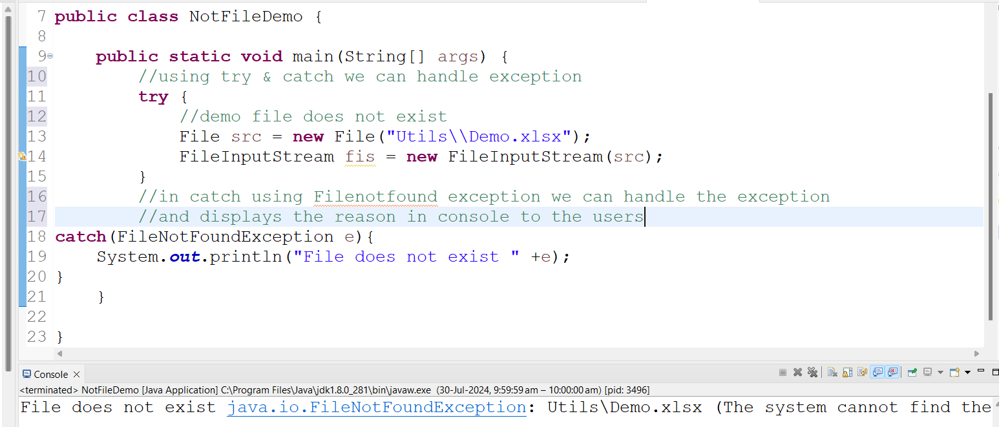 7 public class NotFileDemo {
8
9 public static void main(String[] args) {
10 //using try & catch we can handle exception
11 try {
12 //demo file does not exist
13 File src = new File("Utils\\Demo.xlsx");
14 FileInputStream fis = new FileInputStream(src);
15 }
16 //in catch using Filenotfound exception we can handle the exception
17 //and displays the reason in console to the users
18 catch(FileNotFoundException e){
19 System.out.println("File does not exist " +e);
20 }
21 }
22
23 }
Console
<terminated> NotFileDemo [Java Application] C:\Program Files\Java\jdk1.8.0_281\bin\javaw.exe (30-Jul-2024, 9:59:59 am – 10:00:00 am) [pid: 3496]
File does not exist java.io.FileNotFoundException: Utils\Demo.xlsx (The system cannot find the